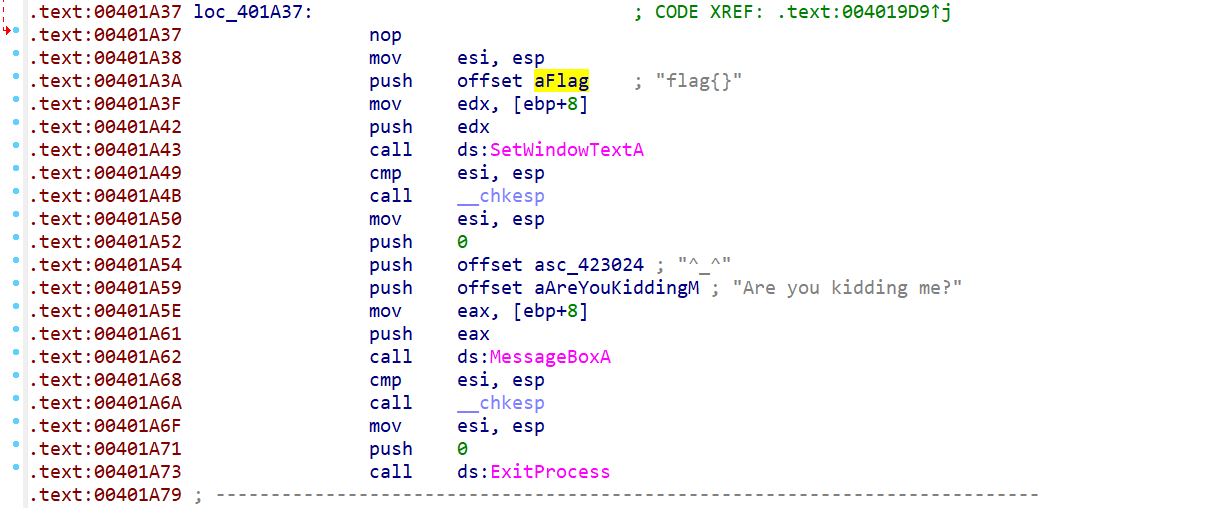 .text:00401A37 loc_401A37: ; CODE XREF: .text:004019D9↑j
.text:00401A37 nop
.text:00401A38 mov esi, esp
.text:00401A3A push offset aFlag ; "flag{}"
.text:00401A3F mov edx, [ebp+8]
.text:00401A42 push edx
.text:00401A43 call ds:SetWindowTextA
.text:00401A49 cmp esi, esp
.text:00401A4B call __chkesp
.text:00401A50 mov esi, esp
.text:00401A52 push 0
.text:00401A54 push offset asc_423024 ; "^_^"
.text:00401A59 push offset aAreYouKiddingM ; "Are you kidding me?"
.text:00401A5E mov eax, [ebp+8]
.text:00401A61 push eax
.text:00401A62 call ds:MessageBoxA
.text:00401A68 cmp esi, esp
.text:00401A6A call __chkesp
.text:00401A6F mov esi, esp
.text:00401A71 push 0
.text:00401A73 call ds:ExitProcess
.text:00401A79 ; ---------------------------------------------------------------------------